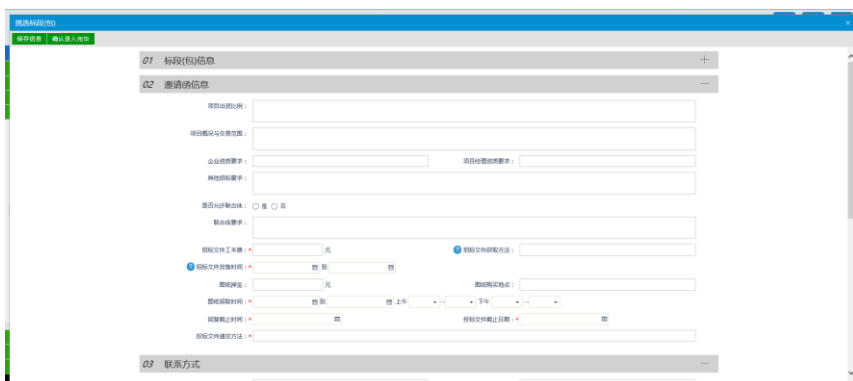 挑选标段(包)
×
保存信息 确认录入完毕
01 标段(包)信息
02 邀请函信息
项目出资比例：
项目概况与交易范围：
企业资质要求： 项目经理资质要求：
其他招标要求：
是否允许联合体： 是 否
联合体要求：
招标文件工本费：* 元 ? 招标文件获取方法：
? 招标文件发售时间：* 到
图纸押金： 元 图纸购买地点：
图纸领取时间：* 到 上午 -- 下午 --
回复截止时间：* 投标文件截止日期：*
投标文件递交方法：*
03 联系方式